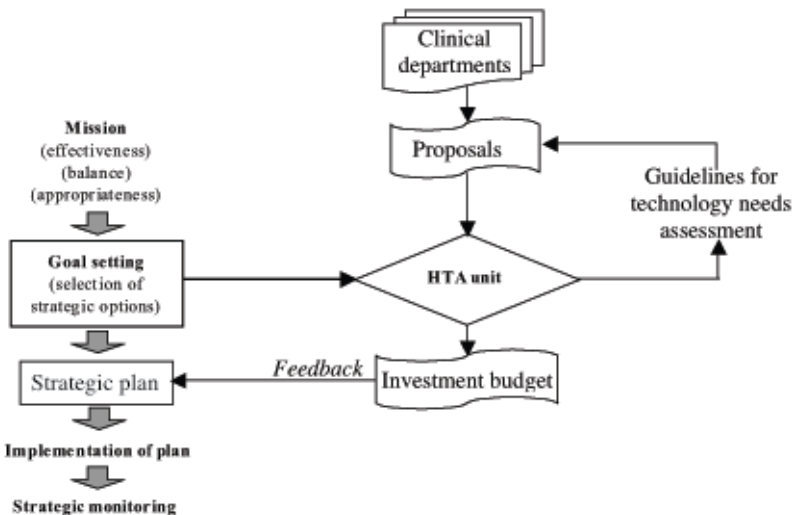 Clinical
departments
Proposals
Guidelines for
technology needs
assessment
HTA unit
Investment budget
Feedback
Mission
(effectiveness)
(balance)
(appropriateness)
Goal setting
(selection of
strategic options)
Strategic plan
Implementation of plan
Strategic monitoring